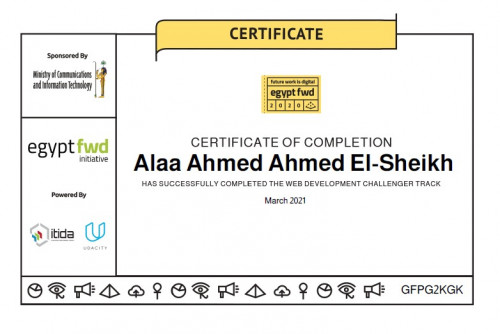 CERTIFICATE
Sponsored By
Ministry of Communications
and Information Technology
future work is digital
egypt fwd
2 0 2 0
egypt fwd
initiative
CERTIFICATE OF COMPLETION
Alaa Ahmed Ahmed El-Sheikh
HAS SUCCESSFULLY COMPLETED THE WEB DEVELOPMENT CHALLENGER TRACK
March 2021
Powered By
itida
UDACITY
GFPG2KGK